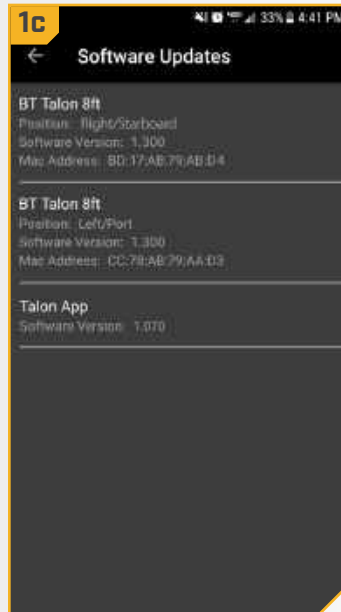 1c
33% 4:41 PM
Software Updates
BT Talon 8ft
Position: Right/Starboard
Software Version: 1.300
Mac Address: BD:17:AB:79:AB:D4
BT Talon 8ft
Position: Left/Port
Software Version: 1.300
Mac Address: CC:78:AB:79:AA:D3
Talon App
Software Version: 1.070